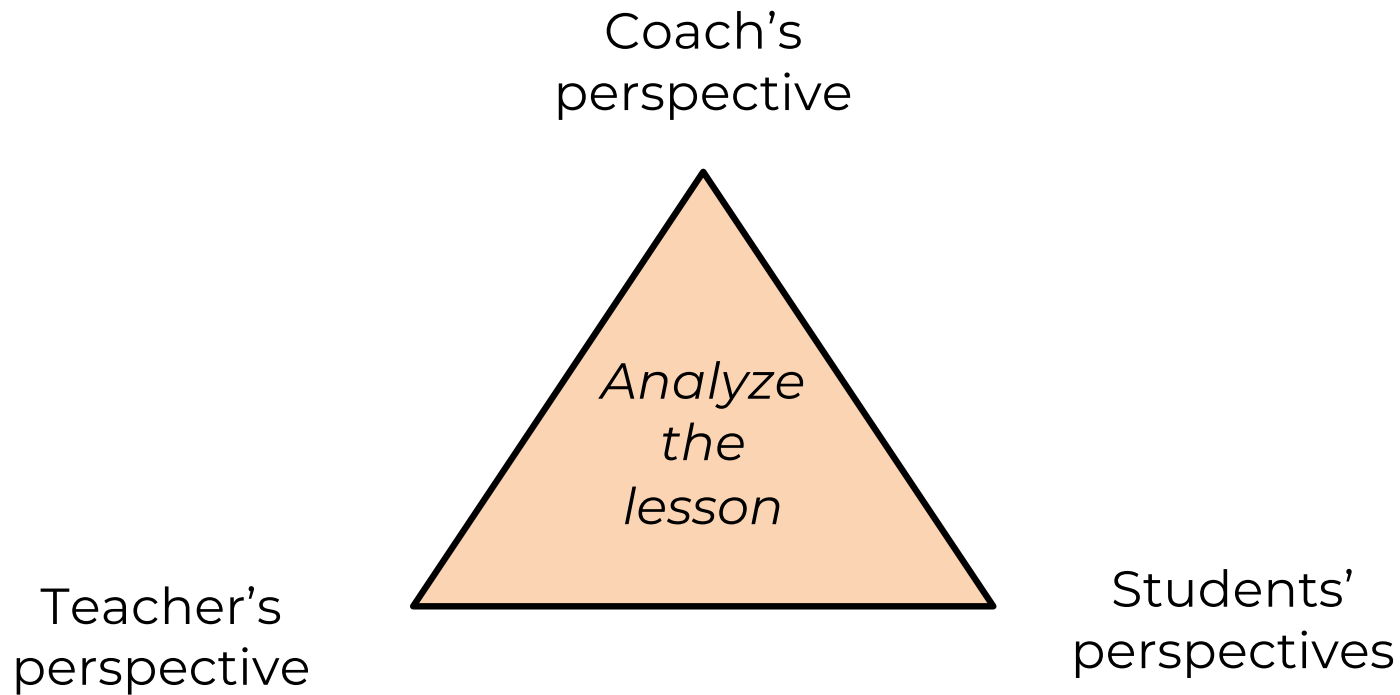 Coach’s
perspective
Analyze
the
lesson
Teacher’s
perspective
Students’
perspectives